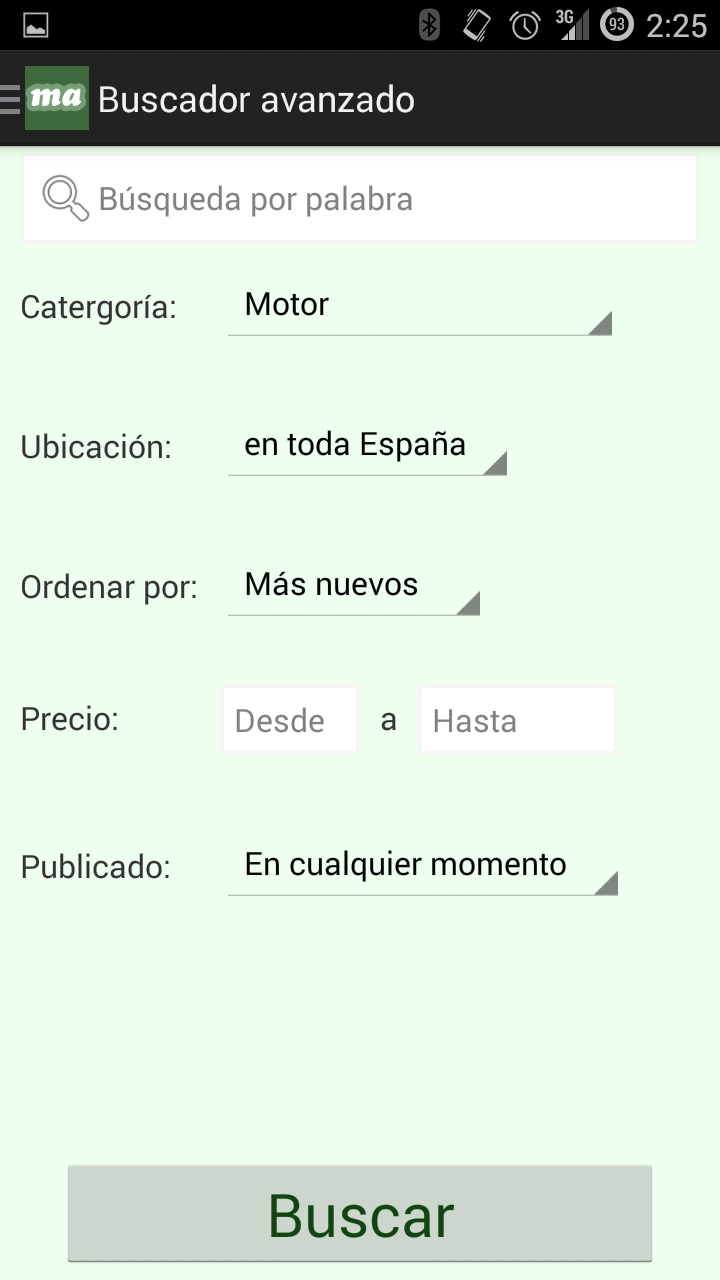 3G 93 2:25
ma Buscador avanzado
Búsqueda por palabra
Catergoría: Motor
Ubicación: en toda España
Ordenar por: Más nuevos
Precio: Desde a Hasta
Publicado: En cualquier momento
Buscar